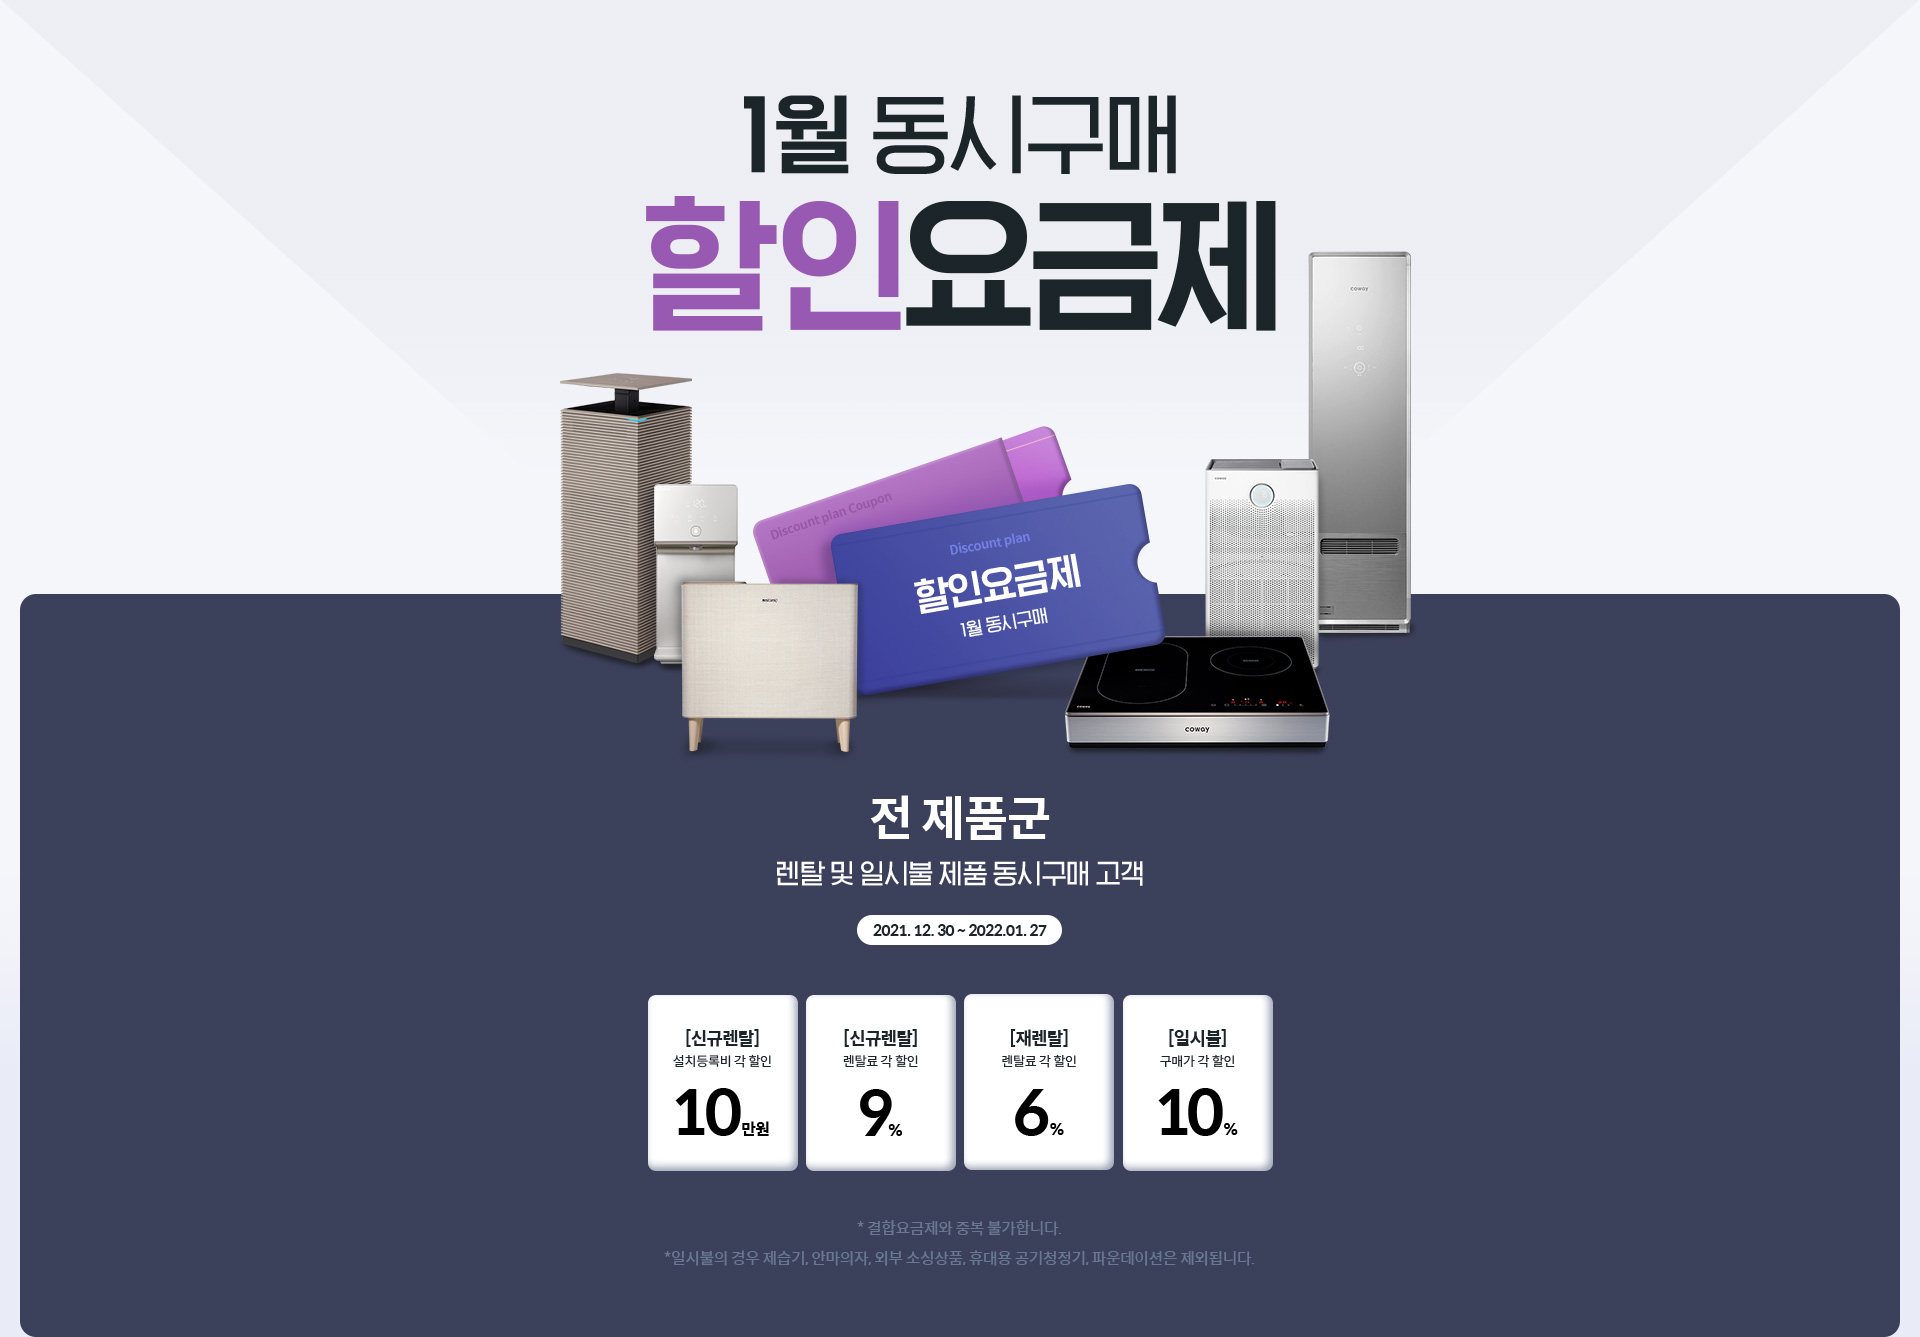 1월 동시구매
할인요금제
coway
Discount plan Coupon
coway
Discount plan
할인요금제
1월 동시구매
coway
전 제품군
렌탈 및 일시불 제품 동시구매 고객
2021. 12. 30 ~ 2022.01. 27
[신규렌탈]
설치등록비 각 할인
10만원
[신규렌탈]
렌탈료 각 할인
9%
[재렌탈]
렌탈료 각 할인
6%
[일시불]
구매가 각 할인
10%
* 결합요금제와 중복 불가합니다.
*일시불의 경우 제습기, 안마의자, 외부 소싱상품, 휴대용 공기청정기, 파운데이션은 제외됩니다.